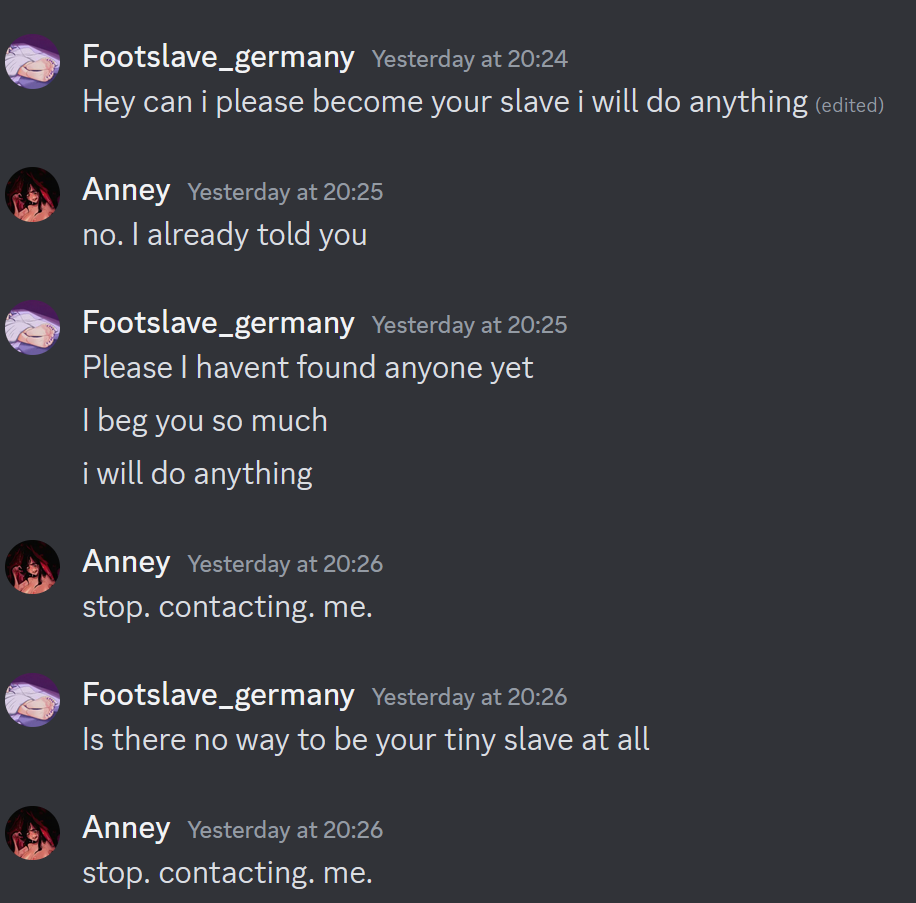 Footslave_germany Yesterday at 20:24
Hey can i please become your slave i will do anything (edited)
Anney Yesterday at 20:25
no. I already told you
Footslave_germany Yesterday at 20:25
Please I havent found anyone yet
I beg you so much
i will do anything
Anney Yesterday at 20:26
stop. contacting. me.
Footslave_germany Yesterday at 20:26
Is there no way to be your tiny slave at all
Anney Yesterday at 20:26
stop. contacting. me.